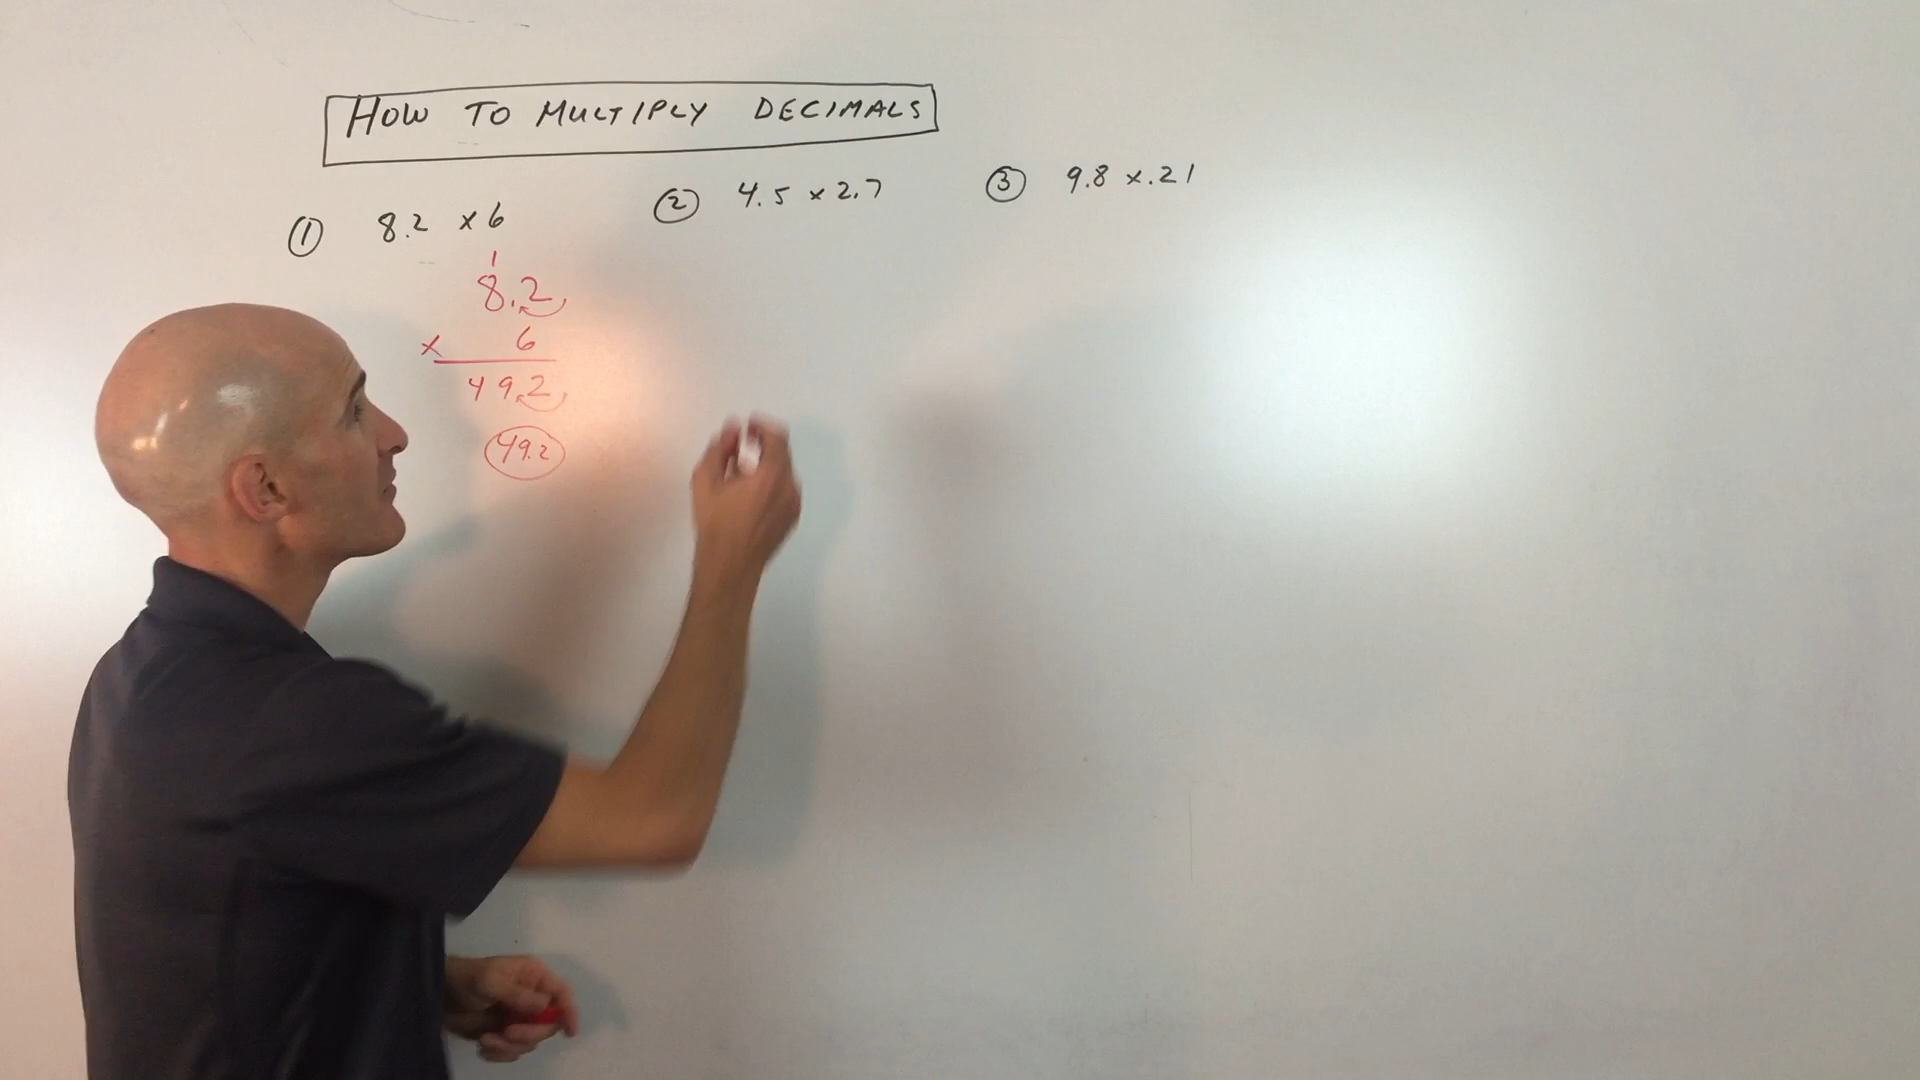 HOW TO MULTIPLY DECIMALS
① 8.2 x 6
1
8.2
x 6
49.2
49.2
② 4.5 x 2.7
③ 9.8 x .21